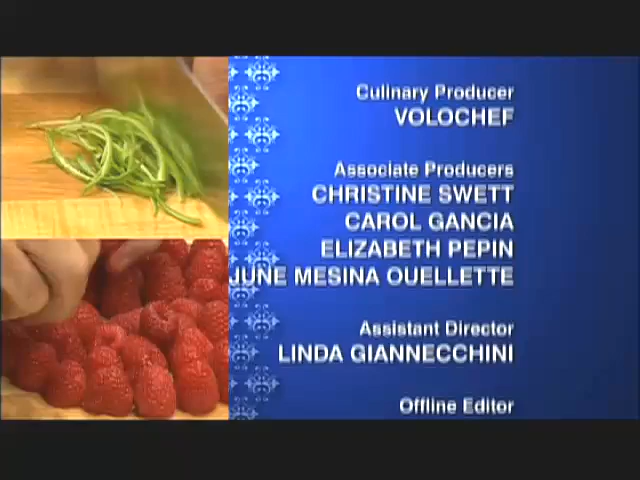 Culinary Producer
VOLOCHEF
Associate Producers
CHRISTINE SWETT
CAROL GANCIA
ELIZABETH PEPIN
JUNE MESINA OUELLETTE
Assistant Director
LINDA GIANNECCHINI
Offline Editor